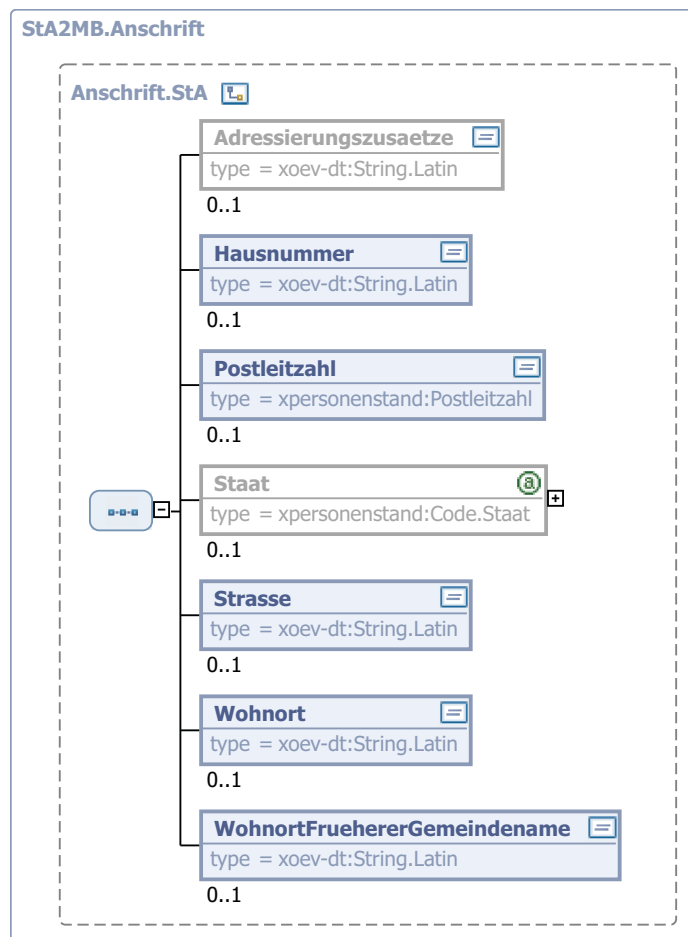 StA2MB.Anschrift
Anschrift.StA
Adressierungszusaetze
type = xoev-dt:String.Latin
0..1
Hausnummer
type = xoev-dt:String.Latin
0..1
Postleitzahl
type = xpersonenstand:Postleitzahl
0..1
Staat
type = xpersonenstand:Code.Staat
0..1
Strasse
type = xoev-dt:String.Latin
0..1
Wohnort
type = xoev-dt:String.Latin
0..1
WohnortFruehererGemeindename
type = xoev-dt:String.Latin
0..1